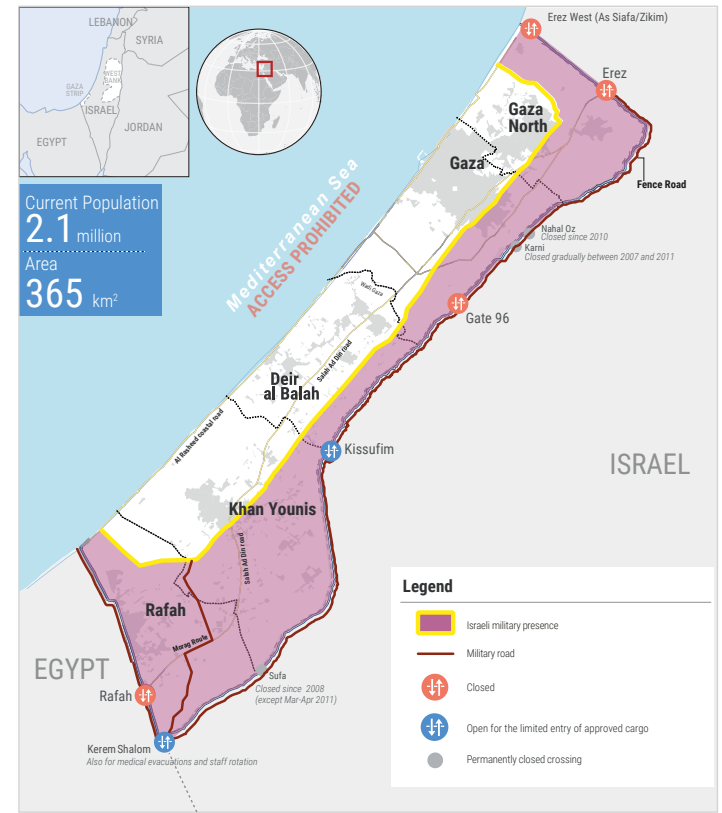 LEBANON
SYRIA
WEST
BANK
GAZA
STRIP
ISRAEL
JORDAN
EGYPT
Current Population
2.1 million
Area
365 km²
Mediterranean Sea
ACCESS PROHIBITED
Erez West (As Siafa/Zikim)
Erez
Gaza
North
Gaza
Fence Road
Nahal Oz
Closed since 2010
Karni
Closed gradually between 2007 and 2011
Wadi Gaza
Gate 96
Salah Ad Din road
Deir
al Balah
Al Rasheed coastal road
Kissufim
ISRAEL
Khan Younis
Salah Ad Din road
Rafah
Morag Route
EGYPT
Sufa
Closed since 2008
(except Mar-Apr 2011)
Rafah
Kerem Shalom
Also for medical evacuations and staff rotation
Legend
Israeli military presence
Military road
Closed
Open for the limited entry of approved cargo
Permanently closed crossing